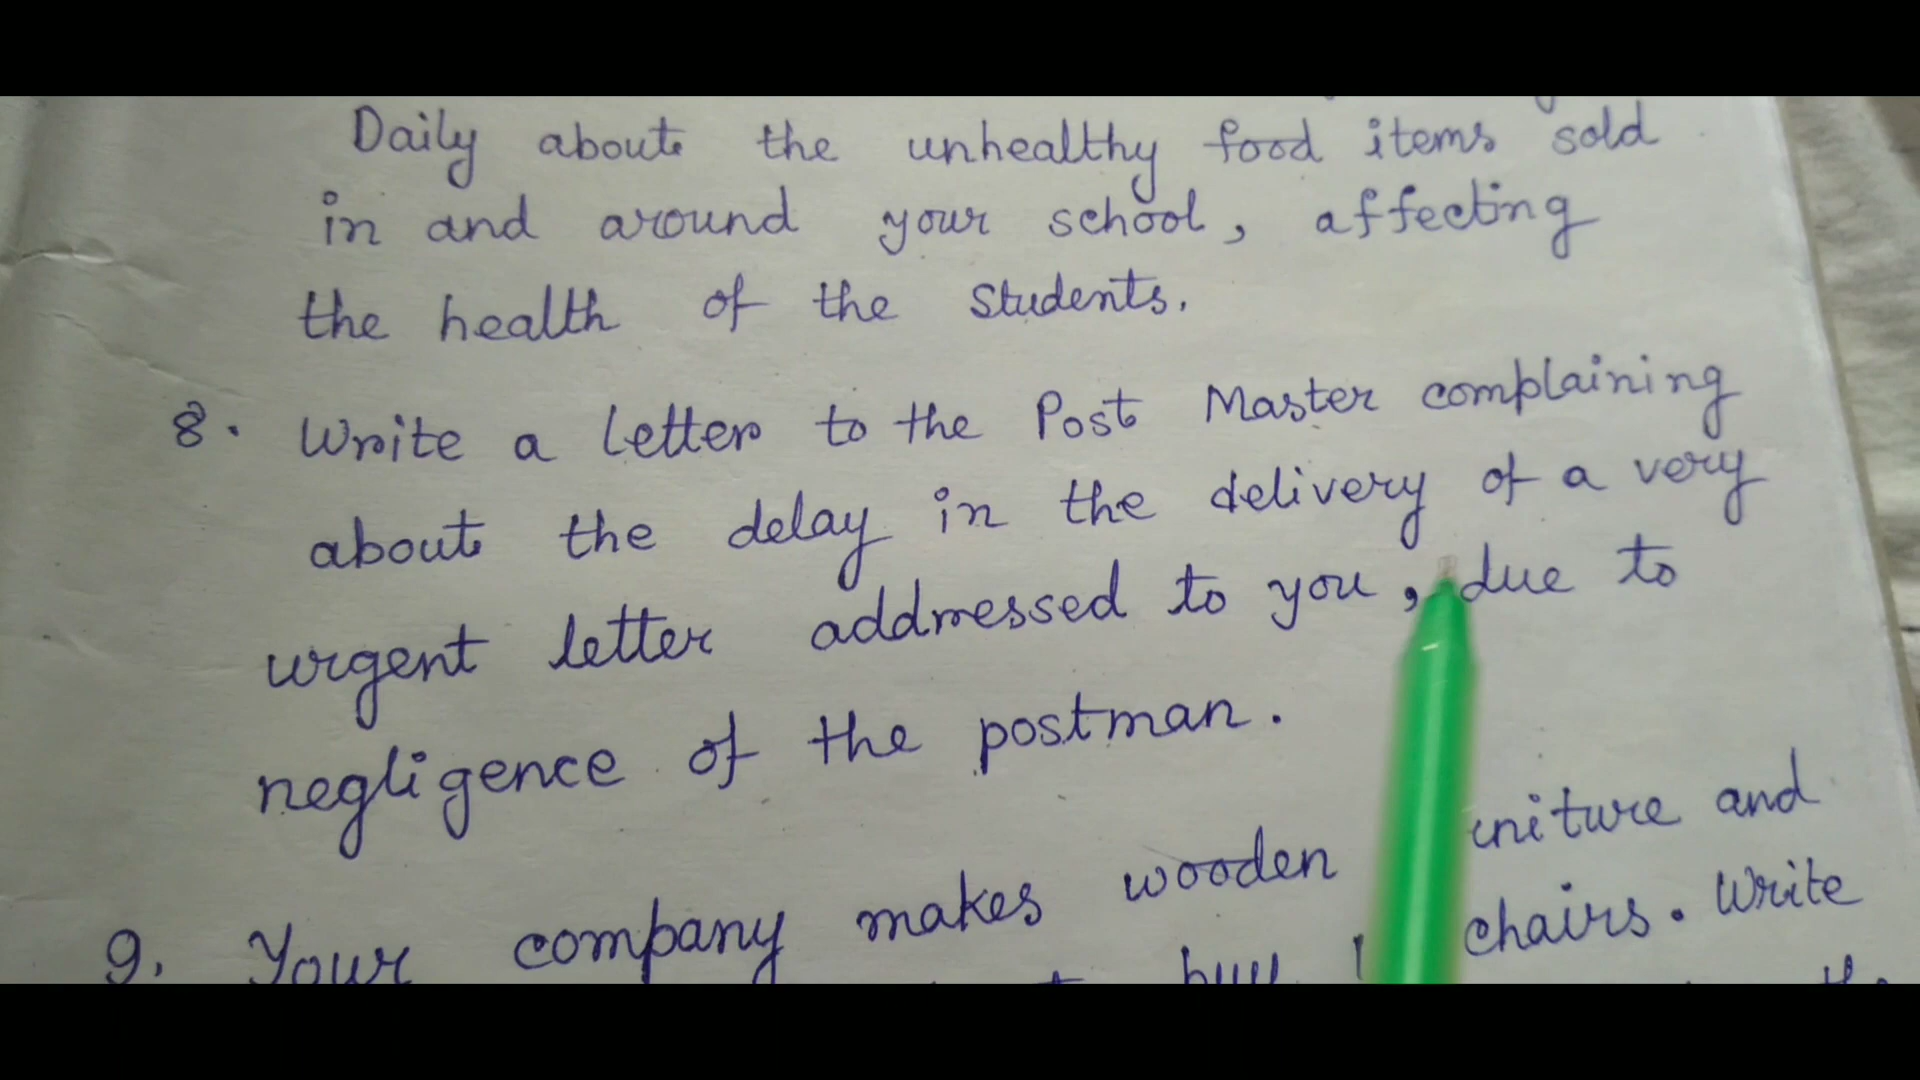 Daily about the unhealthy food items sold
in and around your school, affecting
the health of the students.
8. Write a letter to the Post Master complaining
about the delay in the delivery of a very
urgent letter addressed to you, due to
negligence of the postman.
9. Your company makes wooden and
buy chairs. Write